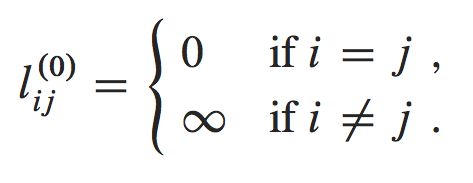 l_{ij}^{(0)} = { 0 if i = j ,
∞ if i ≠ j .